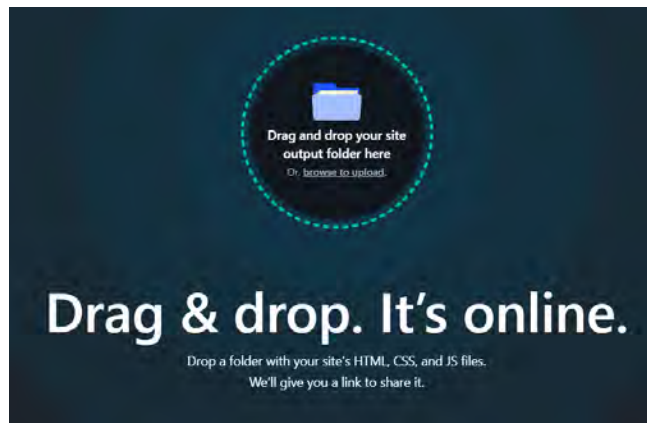 Drag and drop your site
output folder here
Or, browse to upload.
Drag & drop. It's online.
Drop a folder with your site's HTML, CSS, and JS files.
We'll give you a link to share it.